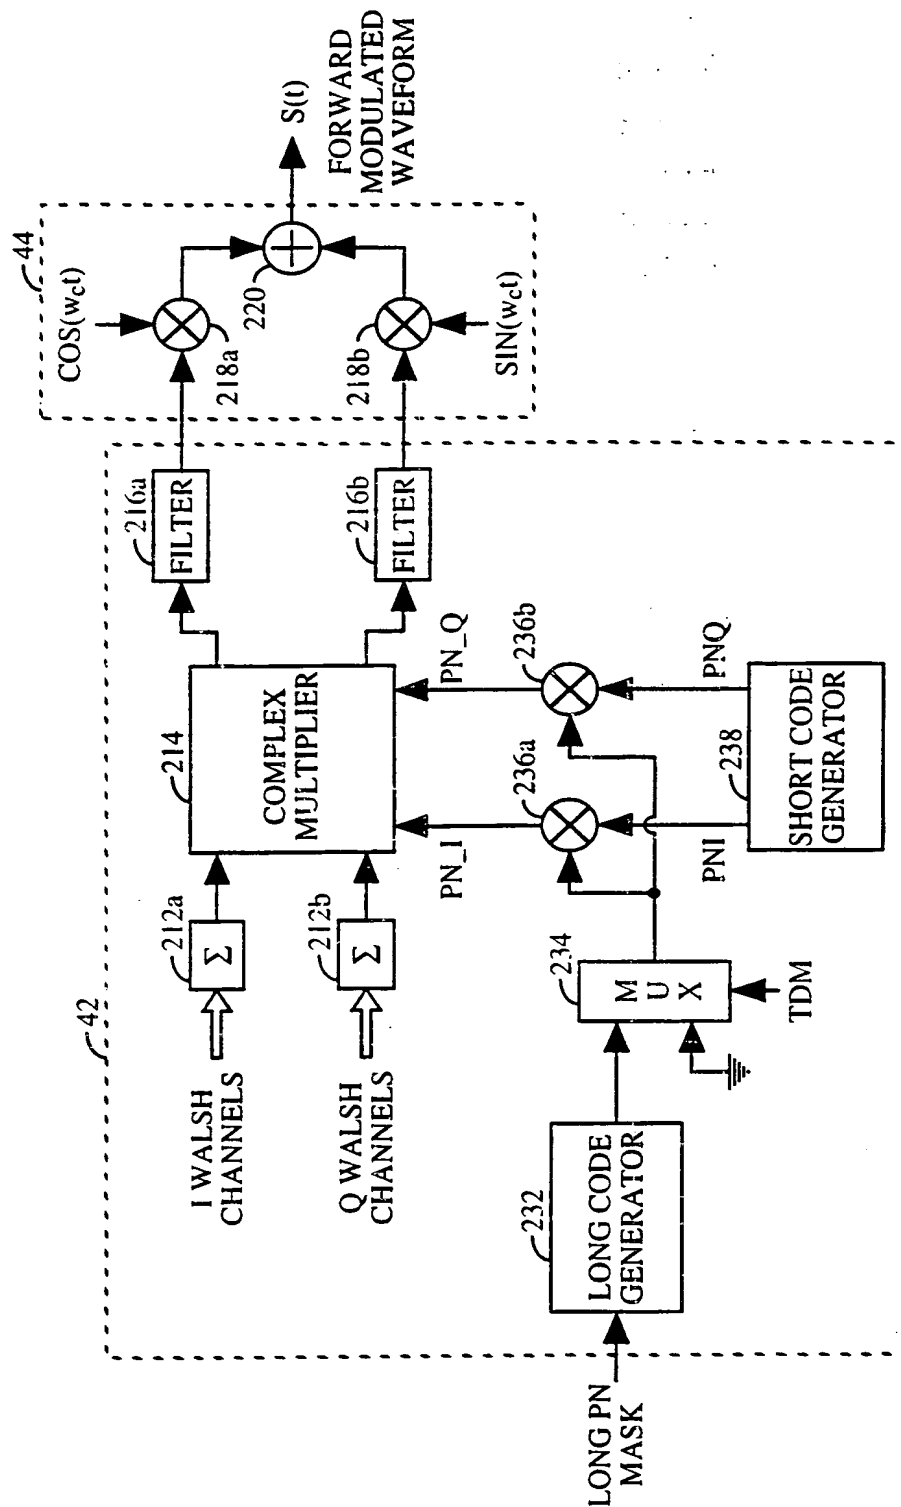 42
44
I WALSH
CHANNELS
212a
Σ
Q WALSH
CHANNELS
212b
Σ
214
COMPLEX
MULTIPLIER
216a
FILTER
216b
FILTER
COS(wct)
218a
218b
SIN(wct)
220
S(t)
FORWARD
MODULATED
WAVEFORM
PN_I
PN_Q
236a
236b
LONG PN
MASK
232
LONG CODE
GENERATOR
234
M
U
X
TDM
PNI
PNQ
238
SHORT CODE
GENERATOR